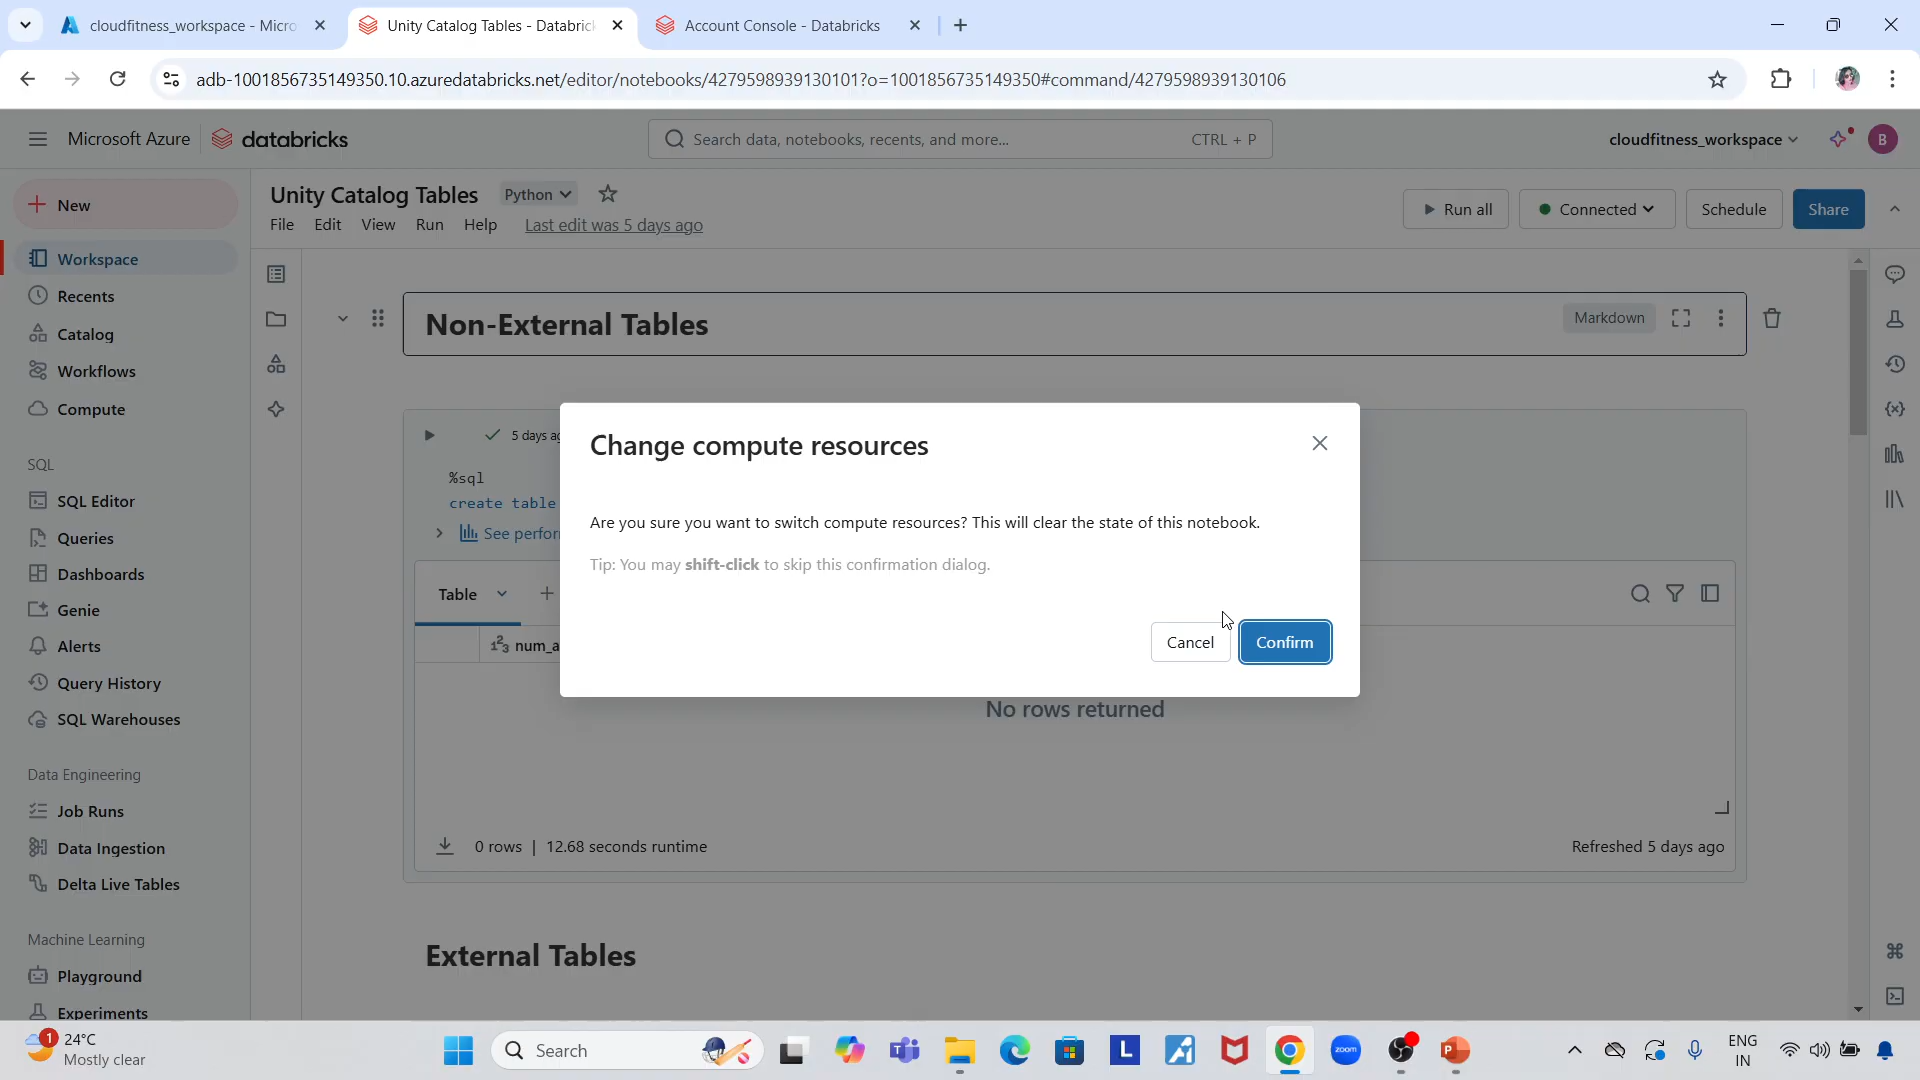 cloudfitness_workspace - Micro
Unity Catalog Tables - Databric
Account Console - Databricks
adb-1001856735149350.10.azuredatabricks.net/editor/notebooks/4279598939130101?o=1001856735149350#command/4279598939130106
Microsoft Azure
databricks
Search data, notebooks, recents, and more...
CTRL + P
cloudfitness_workspace
B
New
Unity Catalog Tables
Python
File Edit View Run Help Last edit was 5 days ago
Run all
Connected
Schedule
Share
Workspace
Recents
Catalog
Workflows
Compute
SQL
SQL Editor
Queries
Dashboards
Genie
Alerts
Query History
SQL Warehouses
Data Engineering
Job Runs
Data Ingestion
Delta Live Tables
Machine Learning
Playground
Experiments
Non-External Tables
Markdown
5 days ag
%sql
create table
See perfor
Change compute resources
Are you sure you want to switch compute resources? This will clear the state of this notebook.
Tip: You may shift-click to skip this confirmation dialog.
Cancel
Confirm
Table
123 num_a
No rows returned
0 rows | 12.68 seconds runtime
Refreshed 5 days ago
External Tables
1
24°C
Mostly clear
Search
L
zoom
P
ENG
IN